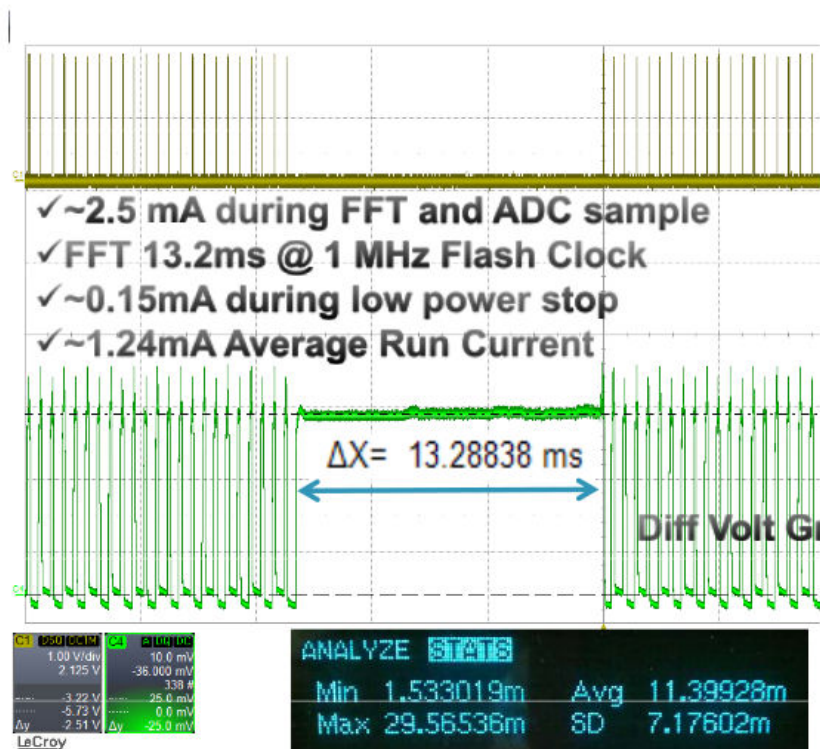 C1
✓~2.5 mA during FFT and ADC sample
✓FFT 13.2ms @ 1 MHz Flash Clock
✓~0.15mA during low power stop
✓~1.24mA Average Run Current
ΔX= 13.28838 ms
Diff Volt Gr
C4
C1 DC1M
1.00 V/div
2.125 V
-3.22 V
-5.73 V
Δy -2.51 V
C4
10.0 mV
-36.000 mV
338 #
25.0 mV
0.0 mV
Δy -25.0 mV
LeCroy
ANALYZE STATS
Min 1.533019m Avg 11.39928m
Max 29.56536m SD 7.17602m